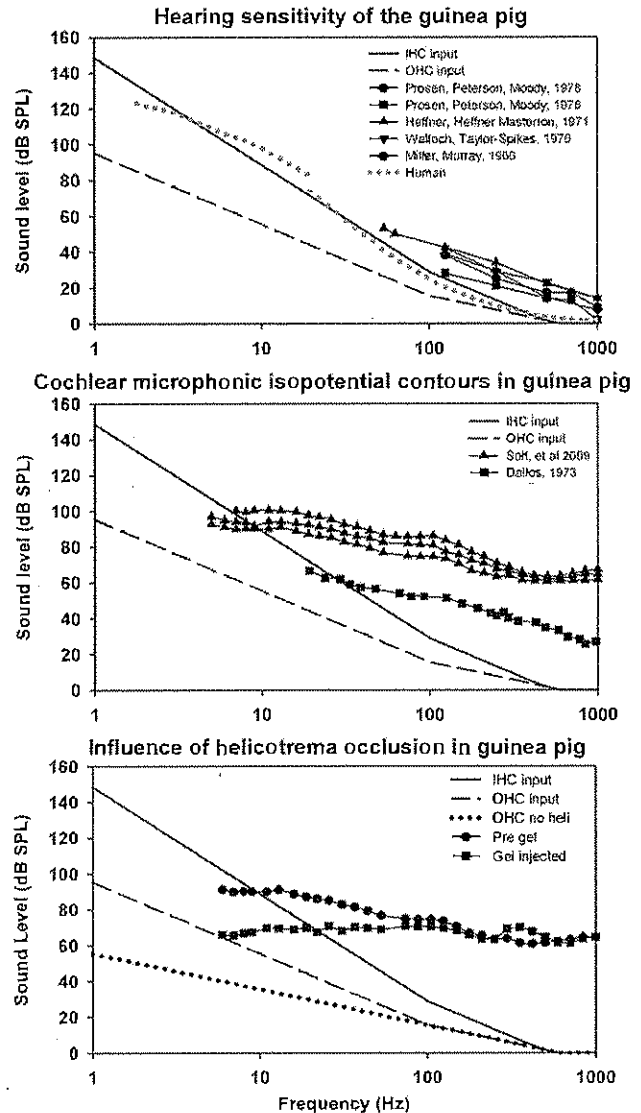 Hearing sensitivity of the guinea pig
160
140
120
100
80
60
40
20
0
Sound level (dB SPL)
IHC input
OHC input
Prosen, Peterson, Moody, 1978
Prosen, Peterson, Moody, 1978
Heffner, Heffner Masterton, 1971
Walloch, Taylor-Spikes, 1976
Miller, Murray, 1966
Human
1
10
100
1000
Cochlear microphonic isopotential contours in guinea pig
160
140
120
100
80
60
40
20
0
Sound level (dB SPL)
IHC input
OHC input
Salt, et al 2009
Dallos, 1973
1
10
100
1000
Influence of helicotrema occlusion in guinea pig
160
140
120
100
80
60
40
20
0
Sound Level (dB SPL)
IHC input
OHC input
OHC no heli
Pre gel
Gel injected
1
10
100
1000
Frequency (Hz)